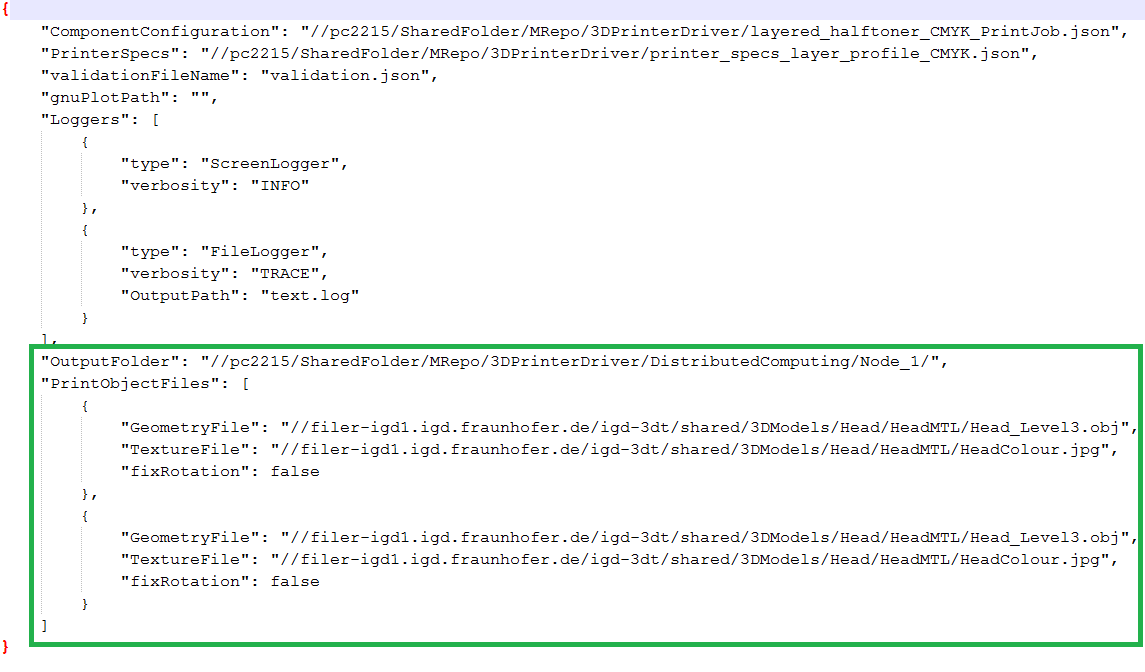 {
"ComponentConfiguration": "//pc2215/SharedFolder/MRepo/3DPrinterDriver/layered_halftoner_CMYK_PrintJob.json",
"PrinterSpecs": "//pc2215/SharedFolder/MRepo/3DPrinterDriver/printer_specs_layer_profile_CMYK.json",
"validationFileName": "validation.json",
"gnuPlotPath": "",
"Loggers": [
{
"type": "ScreenLogger",
"verbosity": "INFO"
},
{
"type": "FileLogger",
"verbosity": "TRACE",
"OutputPath": "text.log"
}
],
"OutputFolder": "//pc2215/SharedFolder/MRepo/3DPrinterDriver/DistributedComputing/Node_1/",
"PrintObjectFiles": [
{
"GeometryFile": "//filer-igd1.igd.fraunhofer.de/igd-3dt/shared/3DModels/Head/HeadMTL/Head_Level3.obj",
"TextureFile": "//filer-igd1.igd.fraunhofer.de/igd-3dt/shared/3DModels/Head/HeadMTL/HeadColour.jpg",
"fixRotation": false
},
{
"GeometryFile": "//filer-igd1.igd.fraunhofer.de/igd-3dt/shared/3DModels/Head/HeadMTL/Head_Level3.obj",
"TextureFile": "//filer-igd1.igd.fraunhofer.de/igd-3dt/shared/3DModels/Head/HeadMTL/HeadColour.jpg",
"fixRotation": false
}
]
}